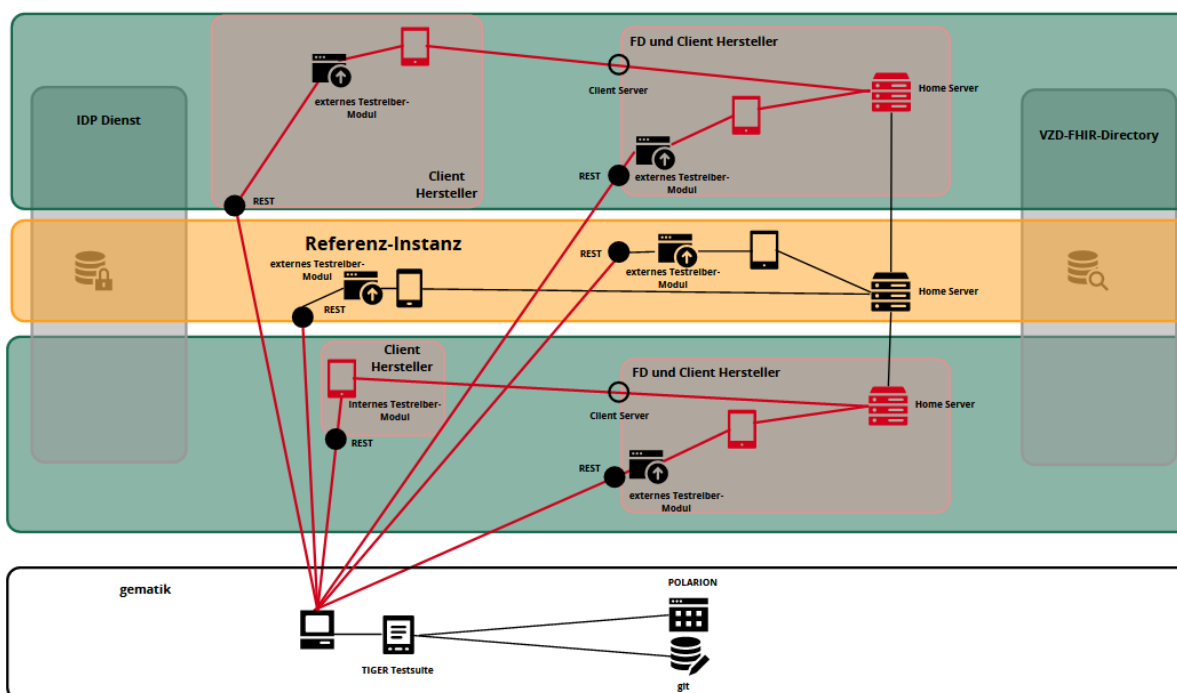 FD und Client Hersteller
Client Server
Home Server
externes Testreiber-
Modul
IDP Dienst
VZD-FHIR-Directory
Client
Hersteller
REST
REST
externes Testreiber-
Modul
Referenz-Instanz
externes Testreiber-
Modul
REST
REST
externes Testreiber-
Modul
Home Server
Client
Hersteller
Internes Testreiber-
Modul
REST
FD und Client Hersteller
Client Server
Home Server
REST
externes Testreiber-
Modul
gematik
POLARION
TIGER Testsuite
git